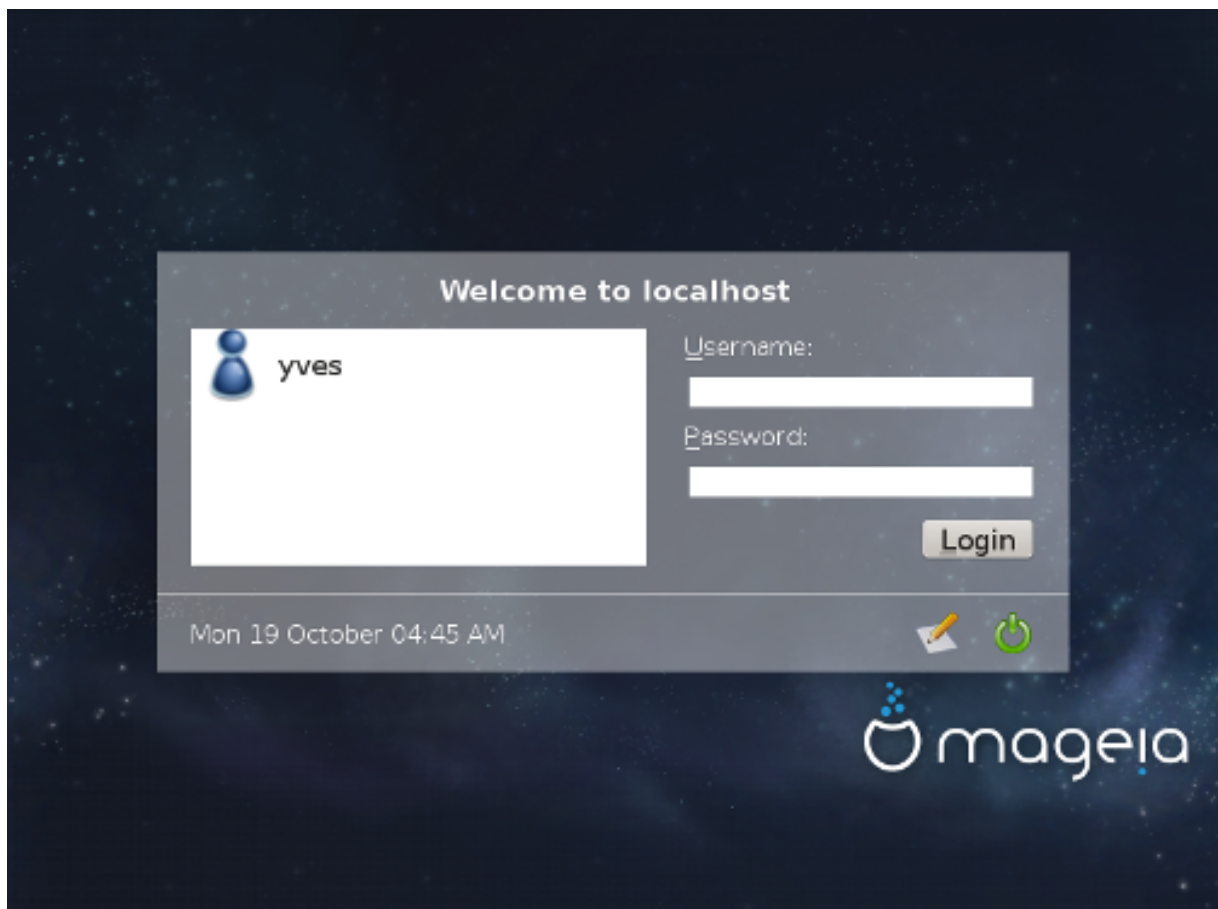 Welcome to localhost
yves
Username:
Password:
Login
Mon 19 October 04:45 AM
mageia